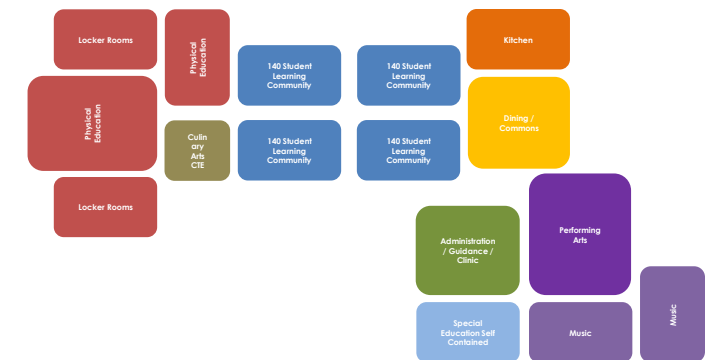 Locker Rooms
Physical
Education
140 Student
Learning
Community
140 Student
Learning
Community
Kitchen
Physical
Education
Culin
ary
Arts
CTE
140 Student
Learning
Community
140 Student
Learning
Community
Dining /
Commons
Locker Rooms
Administration
/ Guidance /
Clinic
Performing
Arts
Special
Education Self
Contained
Music
Music